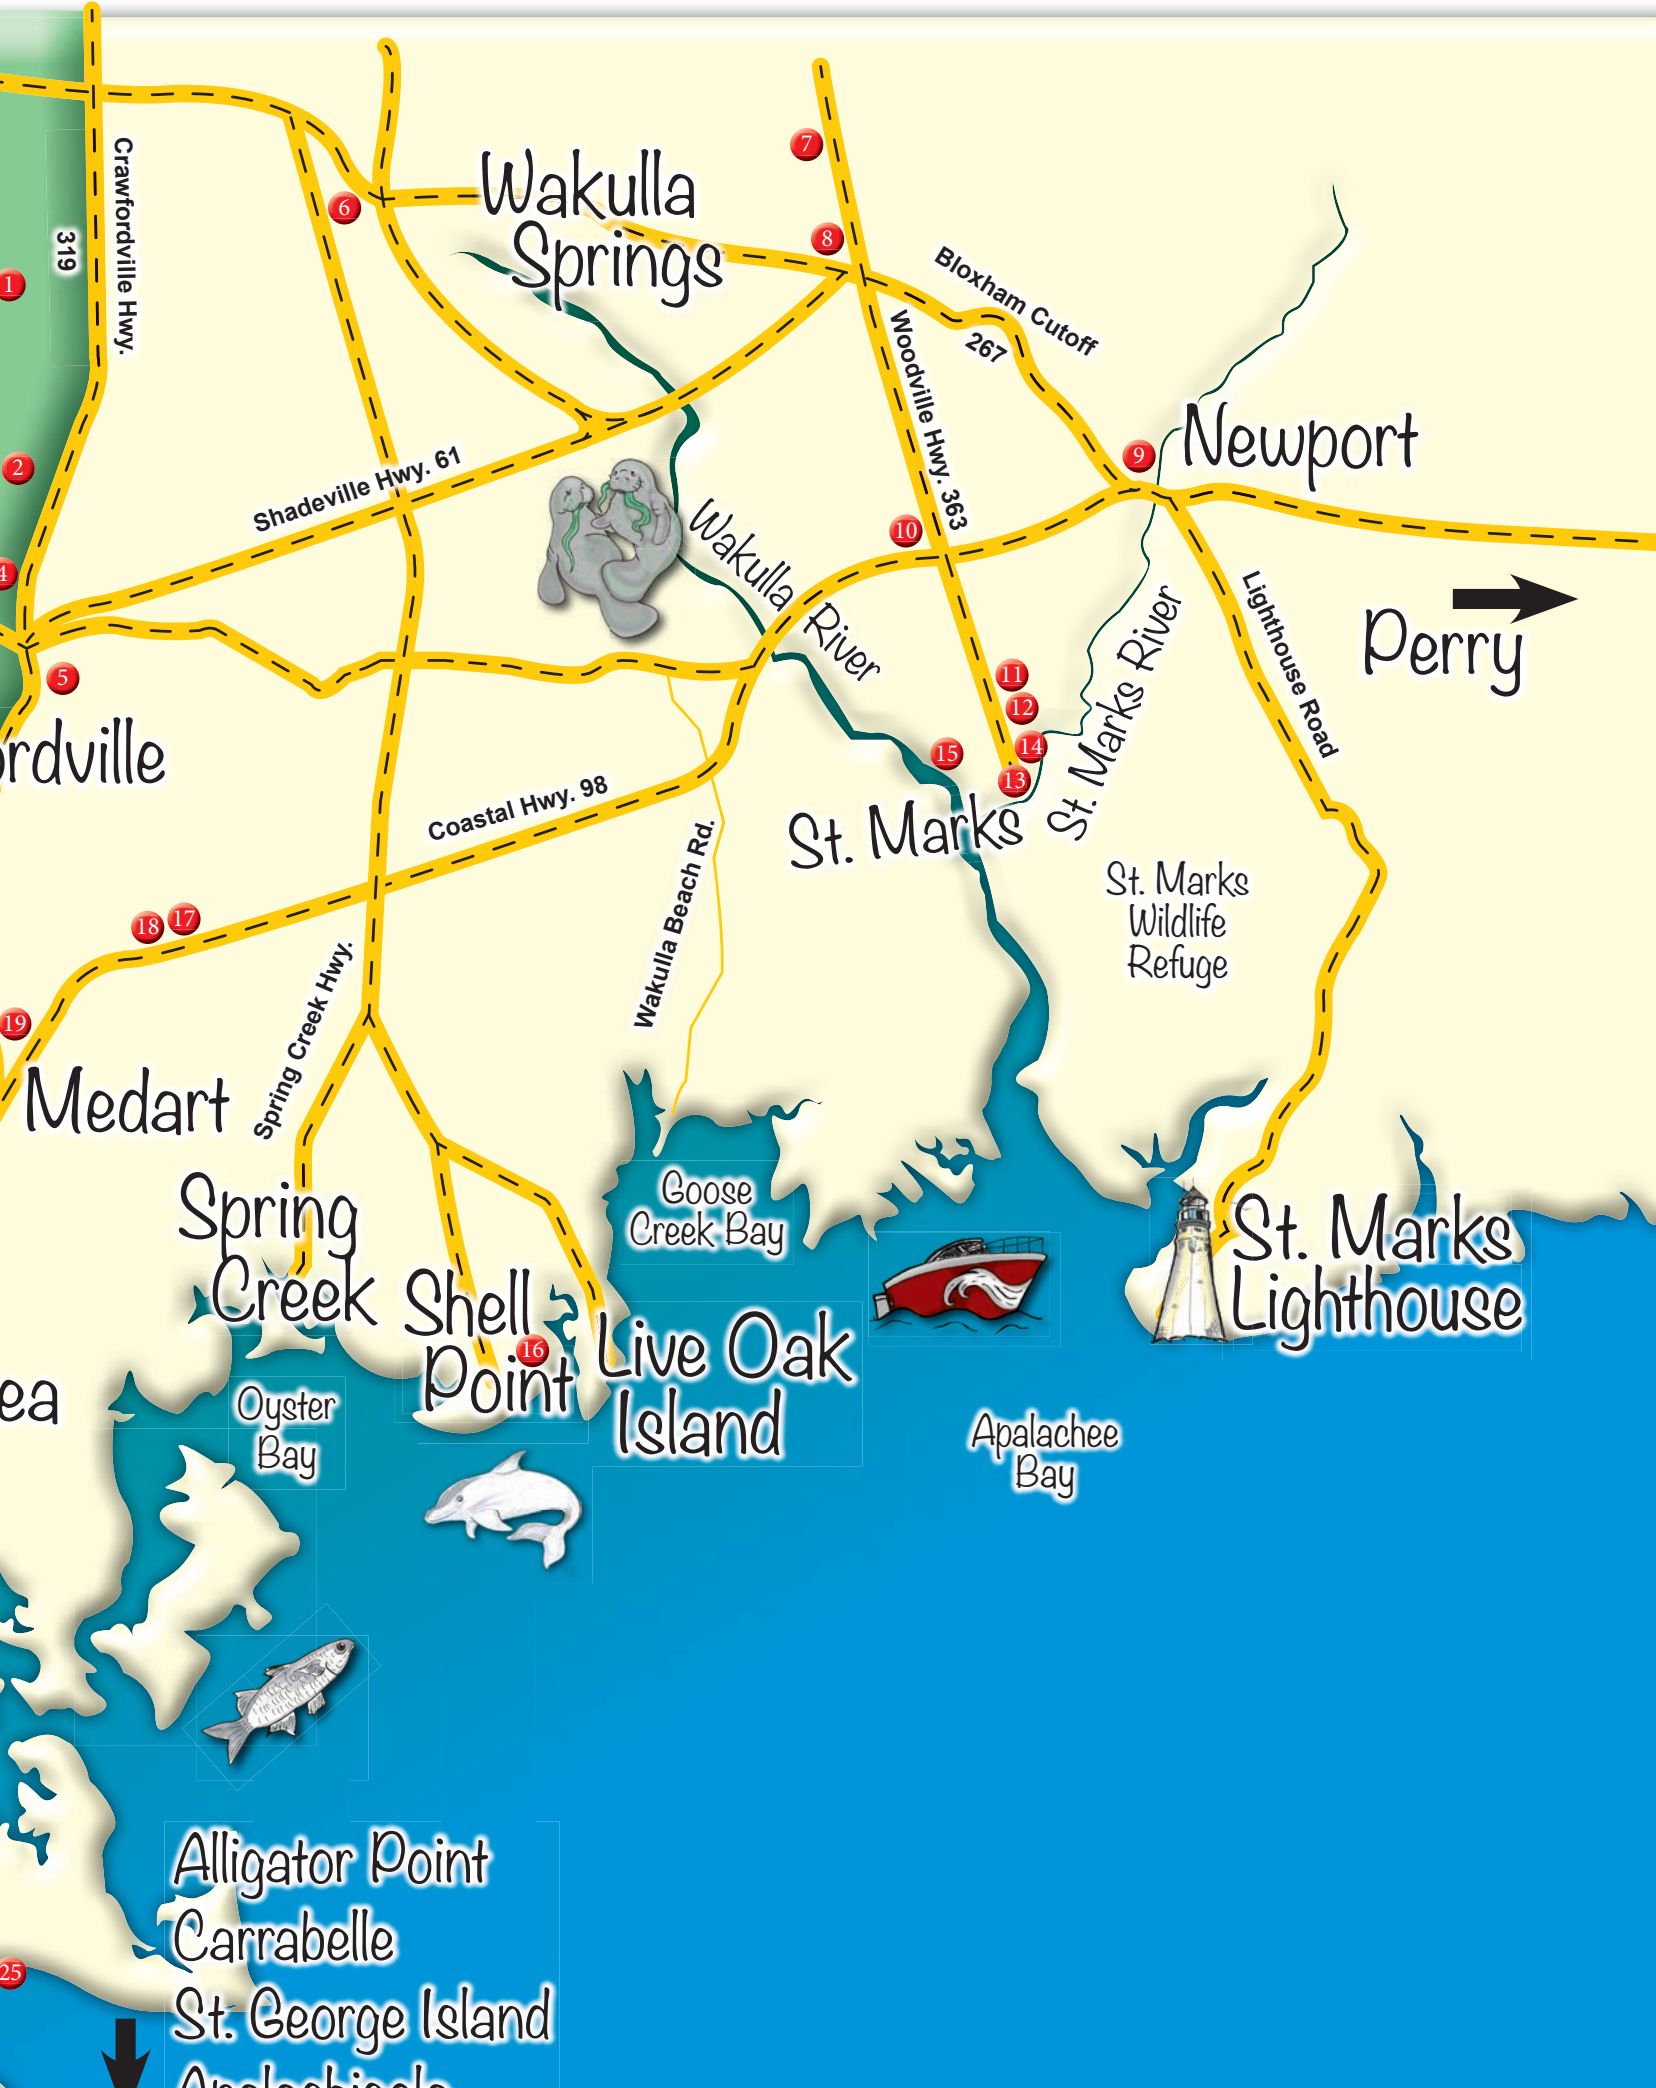 Crawfordville Hwy.
319
7
Wakulla
Springs
6
8
1
Bloxham Cutoff
267
Woodville Hwy. 363
Newport
9
2
Shadeville Hwy. 61
10
Wakulla River
4
Lighthouse Road
St. Marks River
Perry
5
11
12
14
15
13
ordville
Coastal Hwy. 98
St. Marks
Wakulla Beach Rd.
St. Marks
Wildlife
Refuge
18
17
Spring Creek Hwy.
19
Medart
Goose
Creek Bay
Spring
Creek
Shell
Point
16
Live Oak
Island
St. Marks
Lighthouse
ea
Oyster
Bay
Apalachee
Bay
Alligator Point
Carrabelle
25
St. George Island